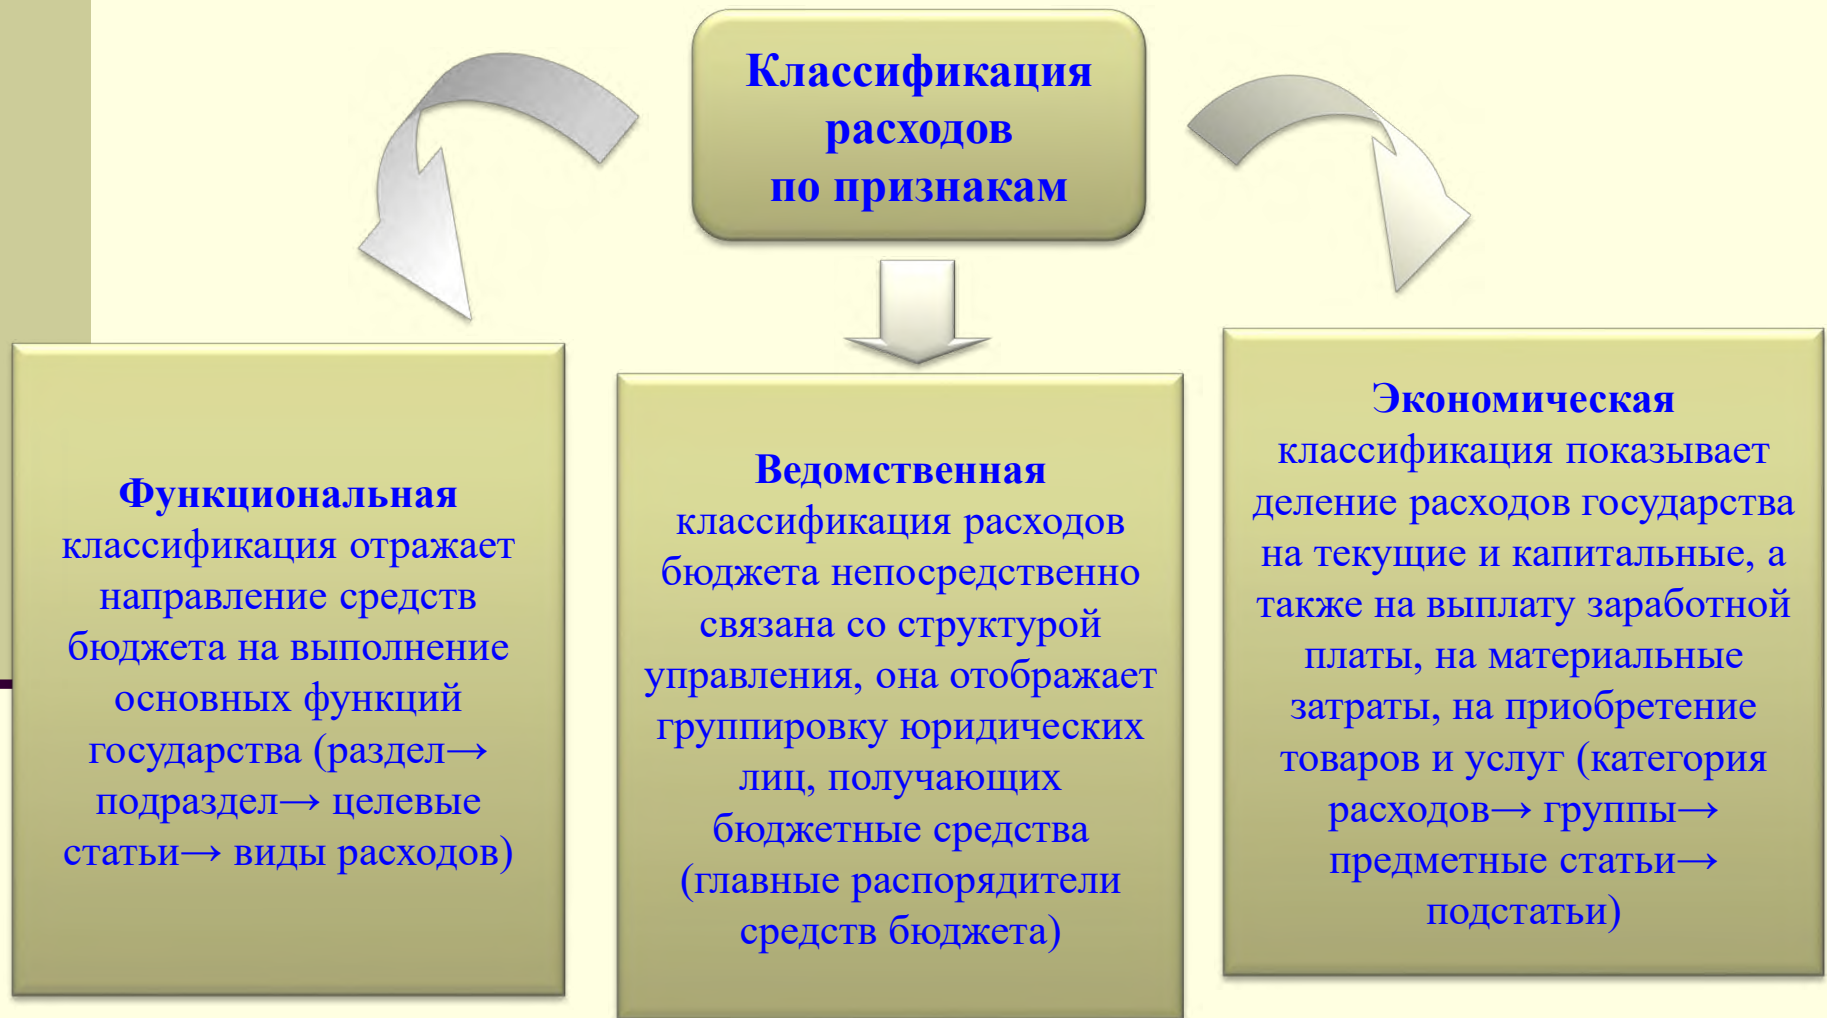 Классификация
расходов
по признакам
Функциональная
классификация отражает
направление средств
бюджета на выполнение
основных функций
государства (раздел→
подраздел→ целевые
статьи→ виды расходов)
Ведомственная
классификация расходов
бюджета непосредственно
связана со структурой
управления, она отображает
группировку юридических
лиц, получающих
бюджетные средства
(главные распорядители
средств бюджета)
Экономическая
классификация показывает
деление расходов государства
на текущие и капитальные, а
также на выплату заработной
платы, на материальные
затраты, на приобретение
товаров и услуг (категория
расходов→ группы→
предметные статьи→
подстатьи)